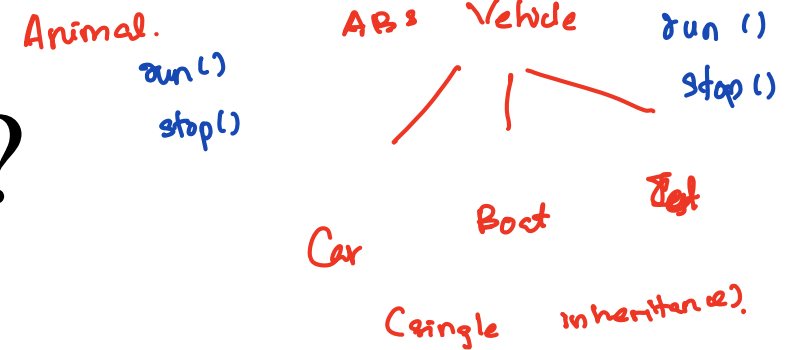 Animal.
run()
stop()
?
ABS Vehicle
run ()
stop()
Car
Boat
(single inheritance).